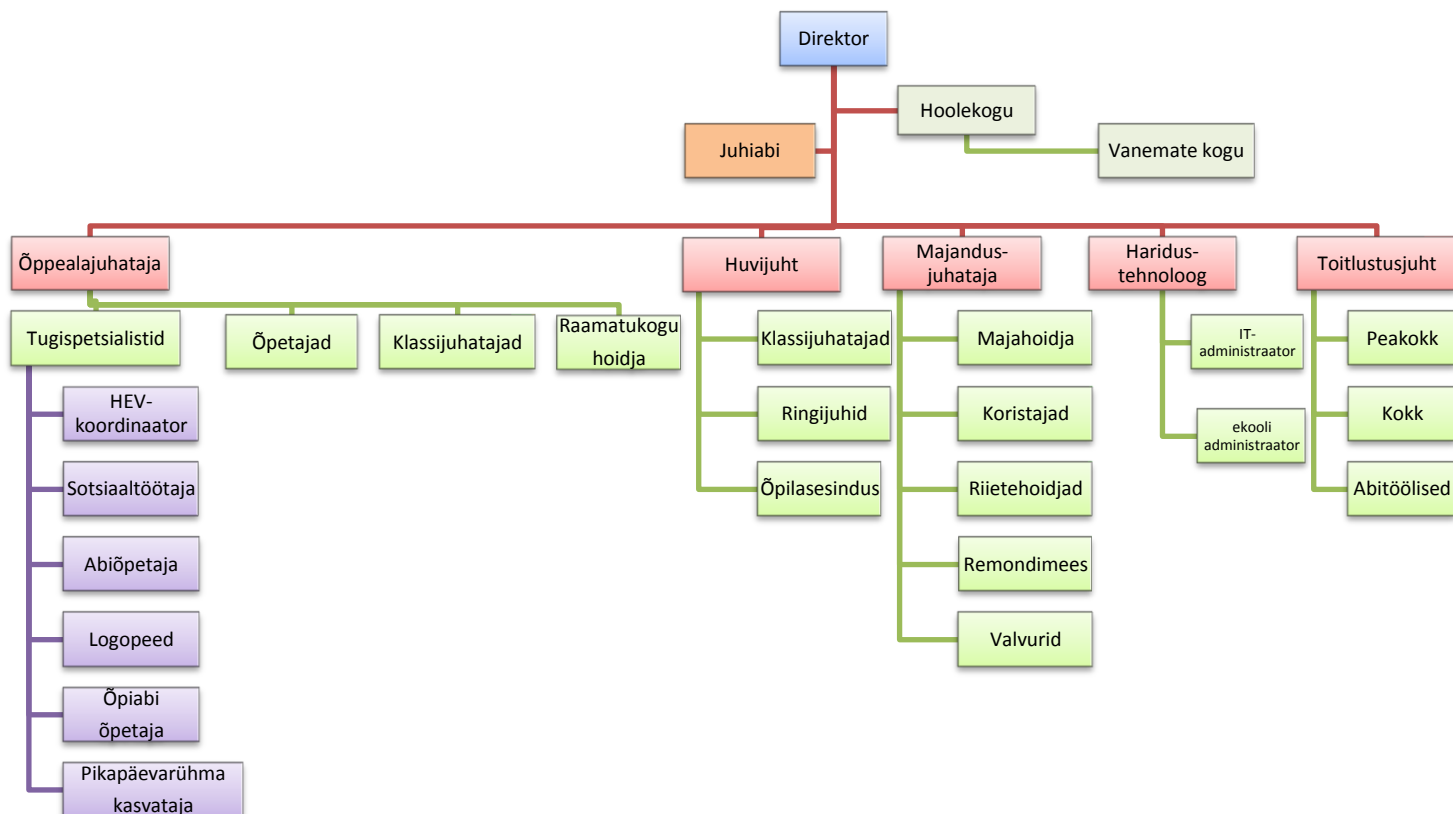 Direktor
Hoolekogu
Juhiabi
Vanemate kogu
Õppealajuhataja
Huvijuht
Majandus-
juhataja
Haridus-
tehnoloog
Toitlustusjuht
Tugispetsialistid
Õpetajad
Klassijuhatajad
Raamatukogu
hoidja
HEV-
koordinaator
Sotsiaaltöötaja
Abiõpetaja
Logopeed
Õpiabi
õpetaja
Pikapäevarühma
kasvataja
Klassijuhatajad
Ringijuhid
Õpilasesindus
Majahoidja
Koristajad
Riietehoidjad
Remondimees
Valvurid
IT-
administraator
ekooli
administraator
Peakokk
Kokk
Abitöölised